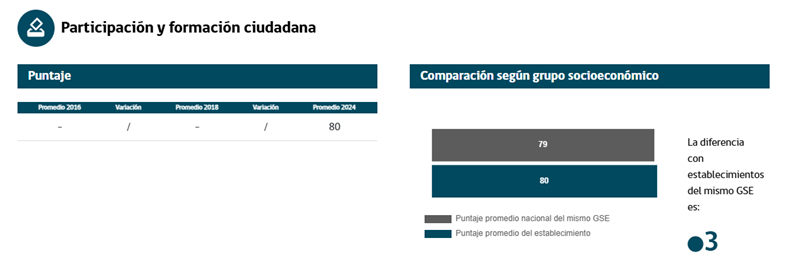 Participación y formación ciudadana
Puntaje
Promedio 2016 Variación Promedio 2018 Variación Promedio 2024
– / – / 80
Comparación según grupo socioeconómico
79
80
Puntaje promedio nacional del mismo GSE
Puntaje promedio del establecimiento
La diferencia
con
establecimientos
del mismo GSE
es:
3